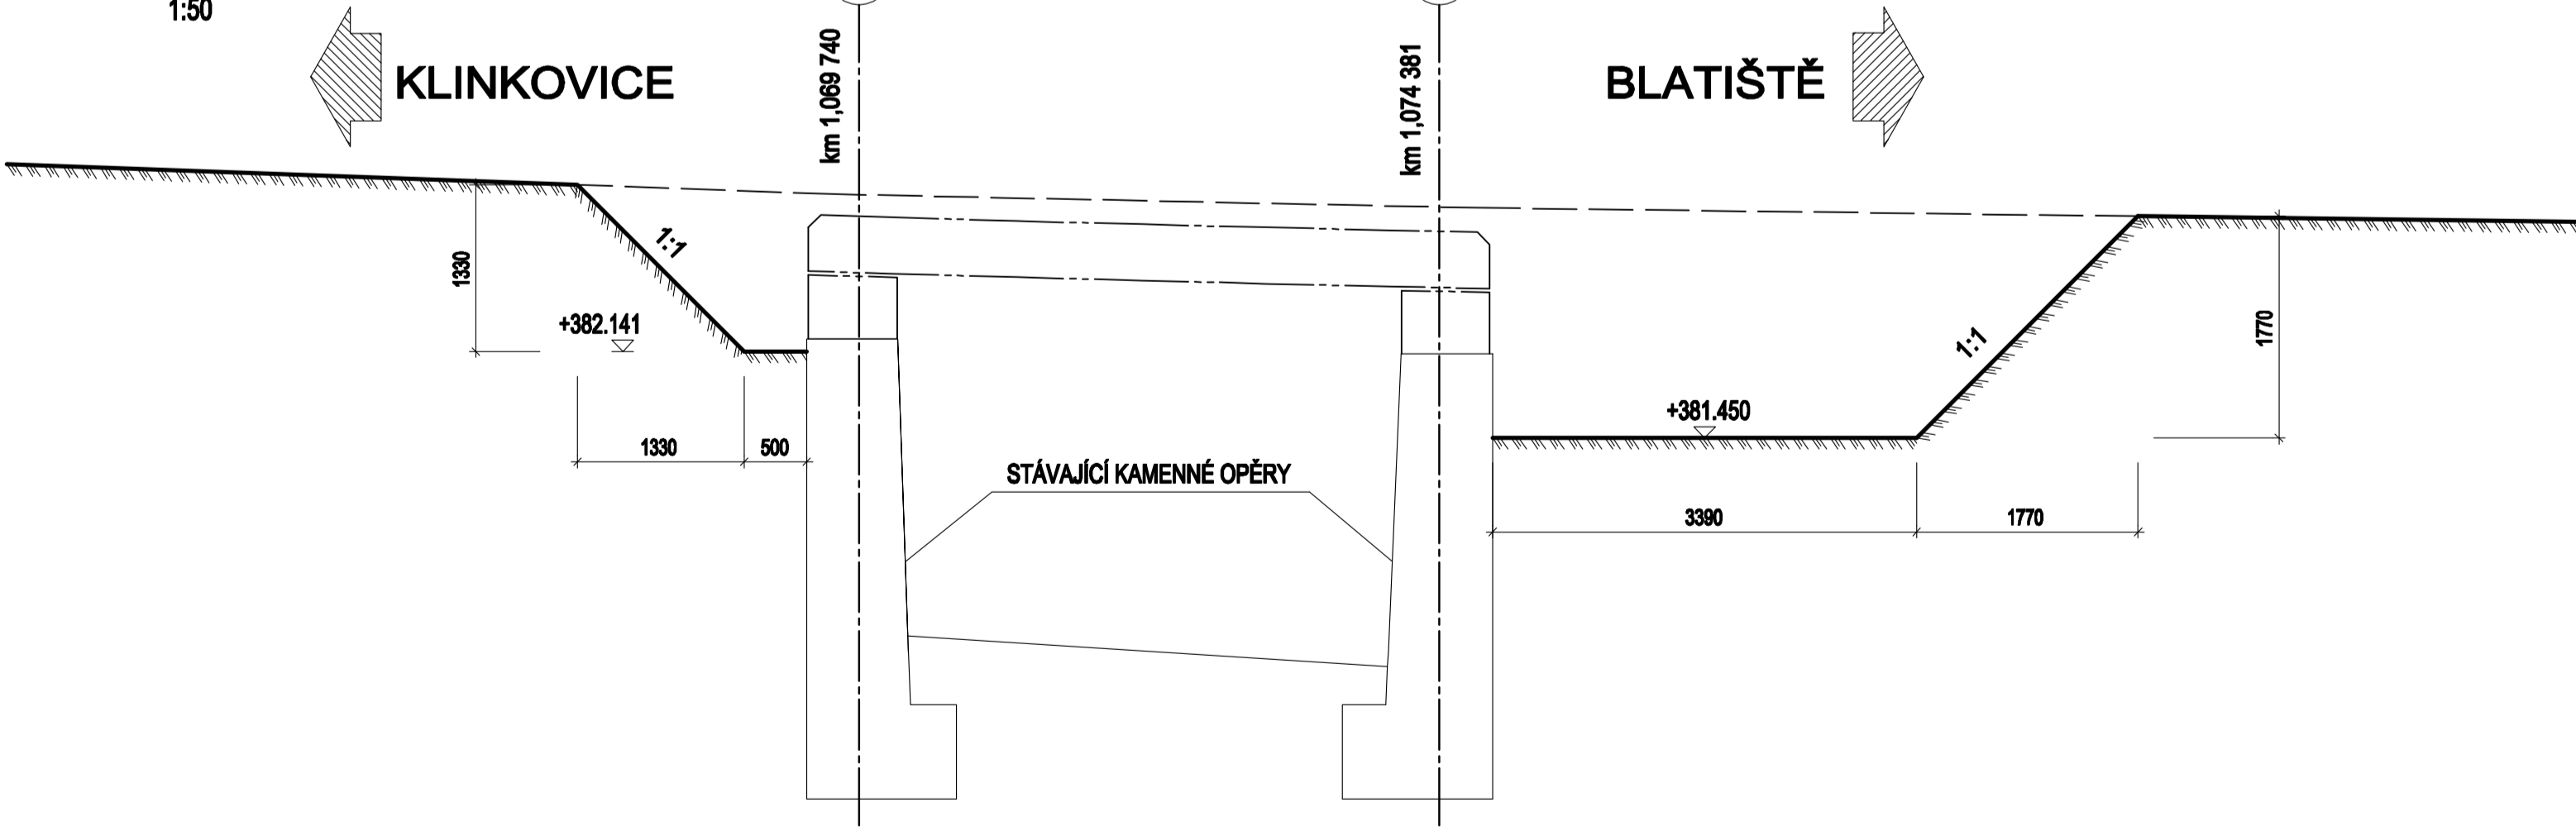 1:50
KLINKOVICE
km 1,069 740
km 1,074 381
BLATIŠTĚ
1:1
1330
+382.141
1330
500
STÁVAJÍCÍ KAMENNÉ OPĚRY
+381.450
1:1
1770
3390
1770